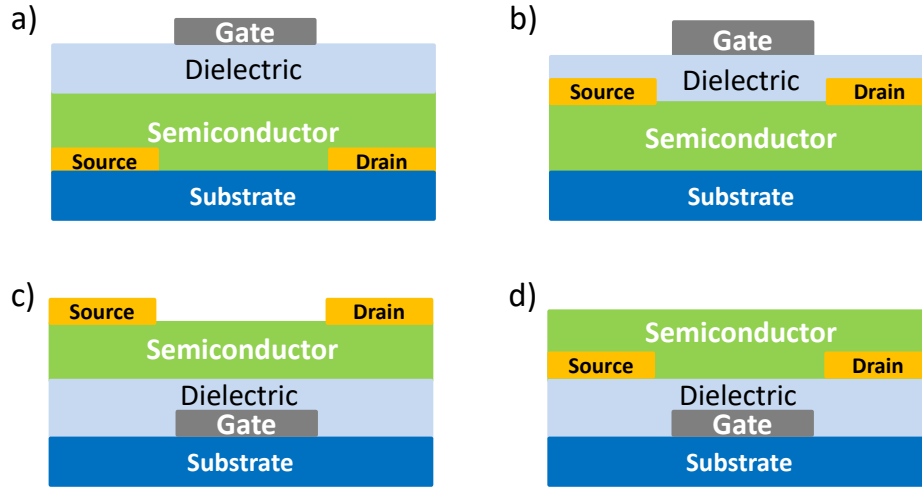 a)
Gate
Dielectric
Semiconductor
Source
Drain
Substrate
b)
Gate
Dielectric
Source
Drain
Semiconductor
Substrate
c)
Source
Drain
Semiconductor
Dielectric
Gate
Substrate
d)
Semiconductor
Source
Drain
Dielectric
Gate
Substrate